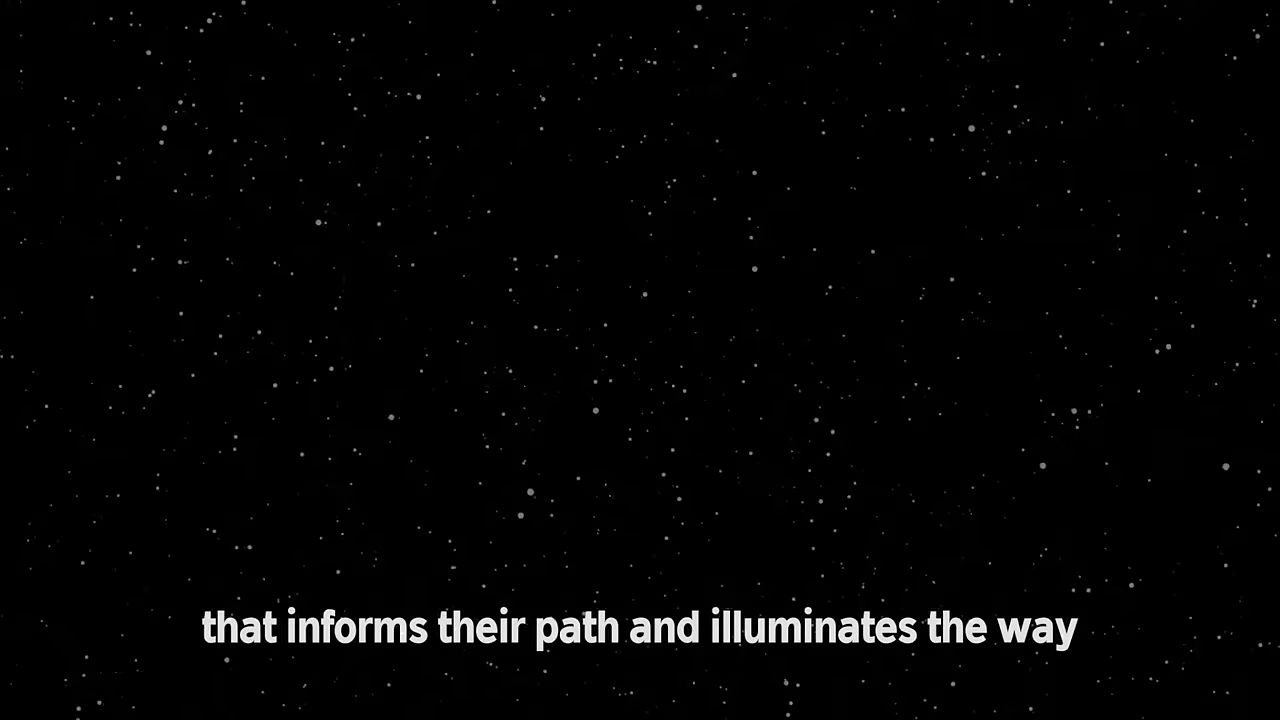 that informs their path and illuminates the way